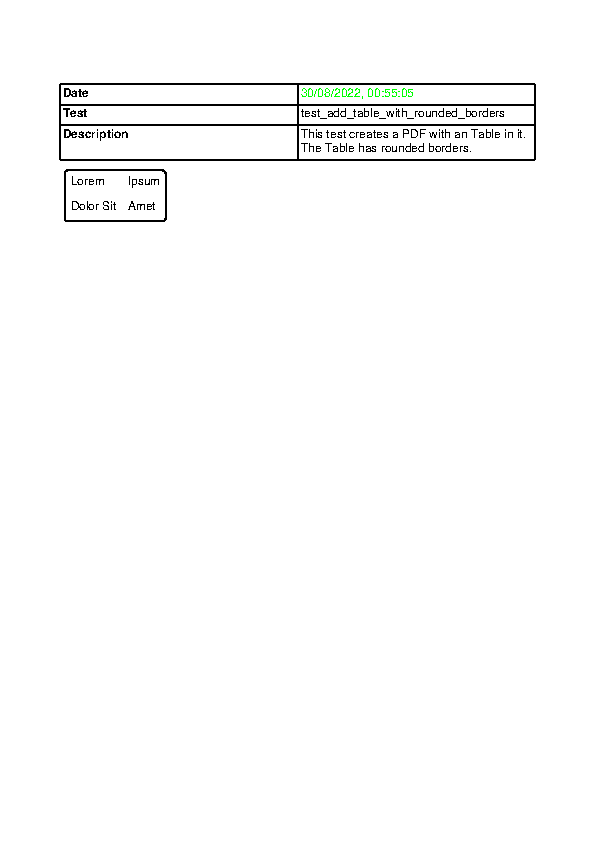 Date 30/08/2022, 00:55:05
Test test_add_table_with_rounded_borders
Description This test creates a PDF with an Table in it.
The Table has rounded borders.
Lorem Ipsum
Dolor Sit Amet